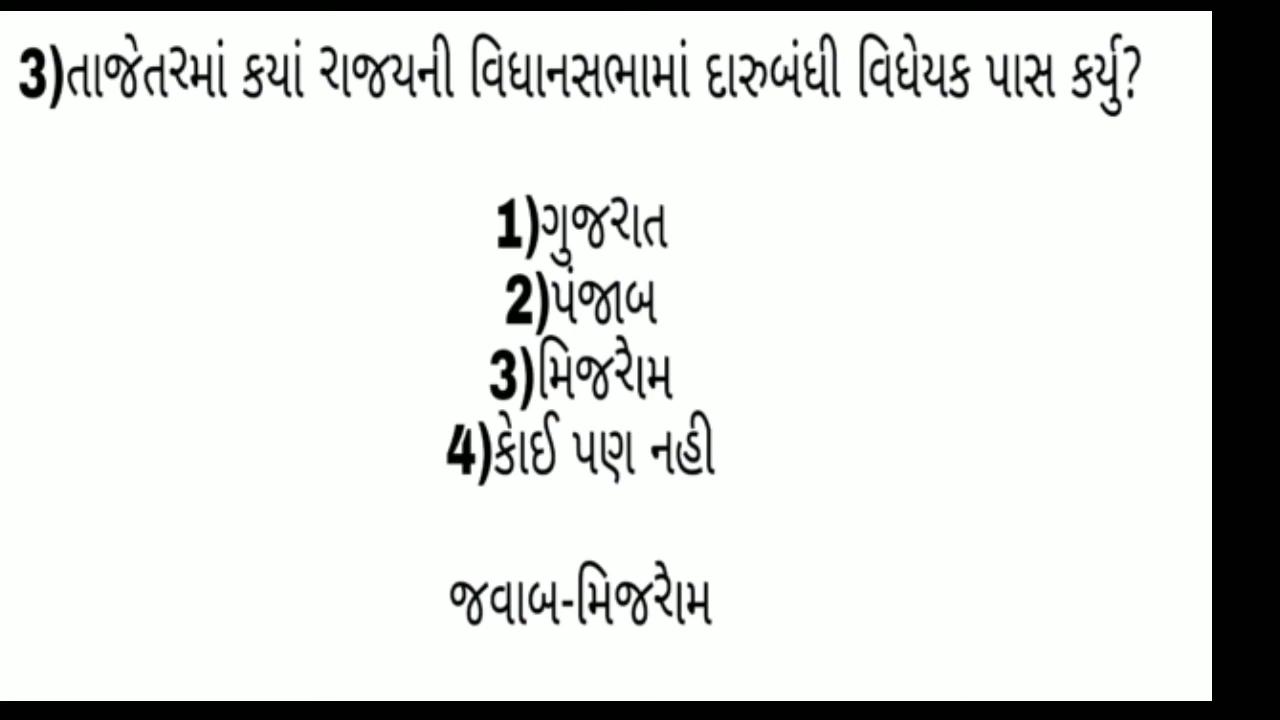 3)તાજેતરમાં કયાં રાજયની વિધાનસભામાં દારુબંધી વિધેયક પાસ કર્યુ?
1)ગુજરાત
2)પંજાબ
3)મિજરોમ
4)કોઈ પણ નહી
જવાબ-મિજરોમ